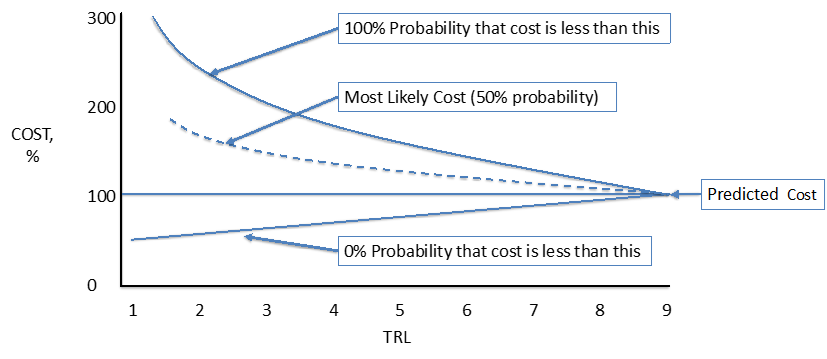 300
100% Probability that cost is less than this
Most Likely Cost (50% probability)
200
COST,
%
100
Predicted Cost
0% Probability that cost is less than this
0
1 2 3 4 5 6 7 8 9
TRL